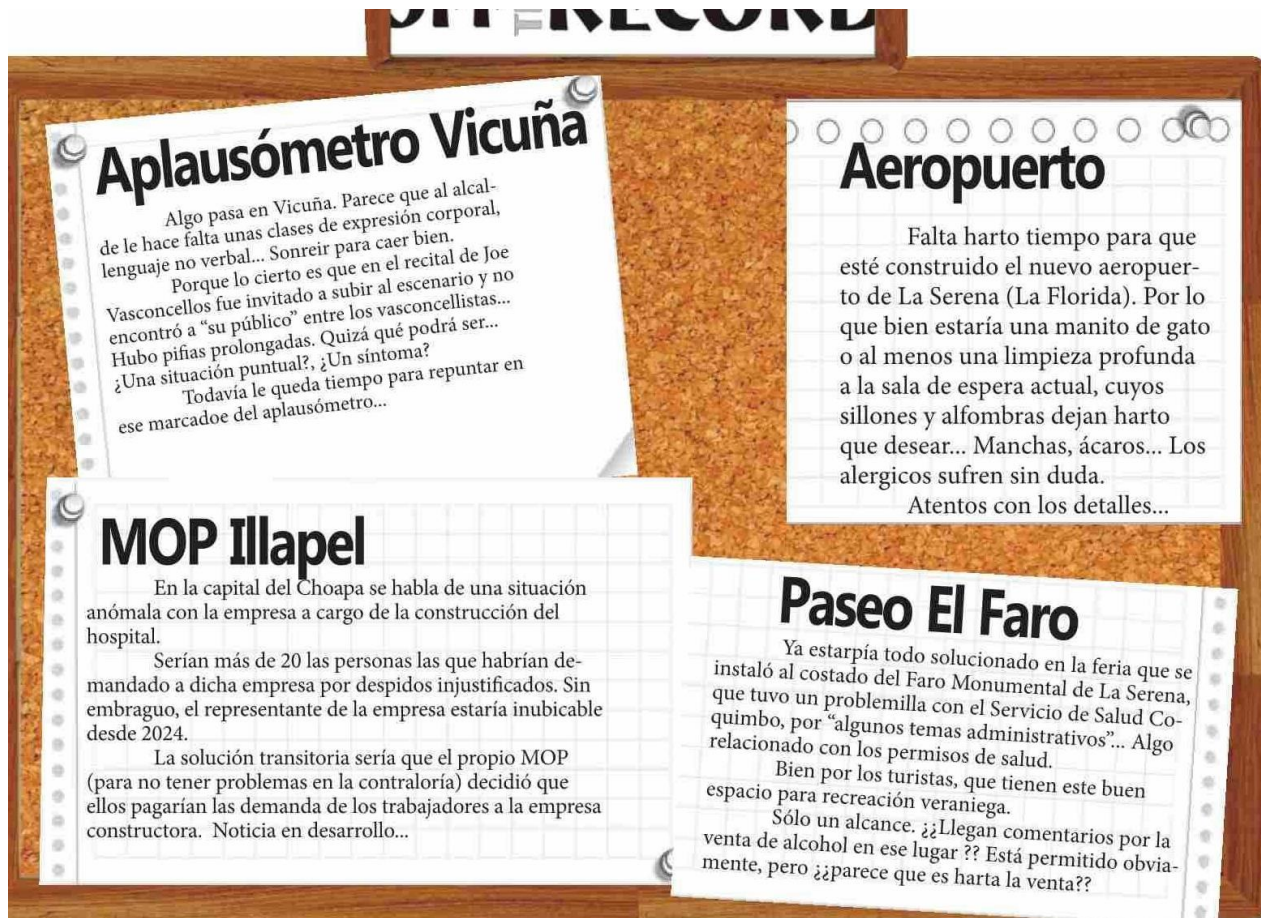 OFF THE RECORD
Aplausómetro Vicuña
Algo pasa en Vicuña. Parece que al alcal-
de le hace falta unas clases de expresión corporal,
lenguaje no verbal... Sonreir para caer bien.
Porque lo cierto es que en el recital de Joe
Vasconcellos fue invitado a subir al escenario y no
encontró a “su público” entre los vasconcellistas...
Hubo pifias prolongadas. Quizá qué podrá ser...
¿Una situación puntual?, ¿Un síntoma?
Todavía le queda tiempo para repuntar en
ese marcadoe del aplausómetro...
Aeropuerto
Falta harto tiempo para que
esté construido el nuevo aeropuer-
to de La Serena (La Florida). Por lo
que bien estaría una manito de gato
o al menos una limpieza profunda
a la sala de espera actual, cuyos
sillones y alfombras dejan harto
que desear... Manchas, ácaros... Los
alergicos sufren sin duda.
Atentos con los detalles...
MOP Illapel
En la capital del Choapa se habla de una situación
anómala con la empresa a cargo de la construcción del
hospital.
Serían más de 20 las personas las que habrían de-
mandado a dicha empresa por despidos injustificados. Sin
embraguo, el representante de la empresa estaría inubicable
desde 2024.
La solución transitoria sería que el propio MOP
(para no tener problemas en la contraloría) decidió que
ellos pagarían las demanda de los trabajadores a la empresa
constructora.  Noticia en desarrollo...
Paseo El Faro
Ya estarpía todo solucionado en la feria que se
instaló al costado del Faro Monumental de La Serena,
que tuvo un problemilla con el Servicio de Salud Co-
quimbo, por “algunos temas administrativos”... Algo
relacionado con los permisos de salud.
Bien por los turistas, que tienen este buen
espacio para recreación veraniega.
Sólo un alcance. ¿¿Llegan comentarios por la
venta de alcohol en ese lugar ?? Está permitido obvia-
mente, pero ¿¿parece que es harta la venta??